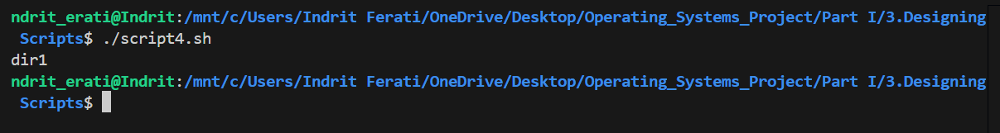 ndrit_erati@Indrit:/mnt/c/Users/Indrit Ferati/OneDrive/Desktop/Operating_Systems_Project/Part I/3.Designing
 Scripts$ ./script4.sh
dir1
ndrit_erati@Indrit:/mnt/c/Users/Indrit Ferati/OneDrive/Desktop/Operating_Systems_Project/Part I/3.Designing
 Scripts$